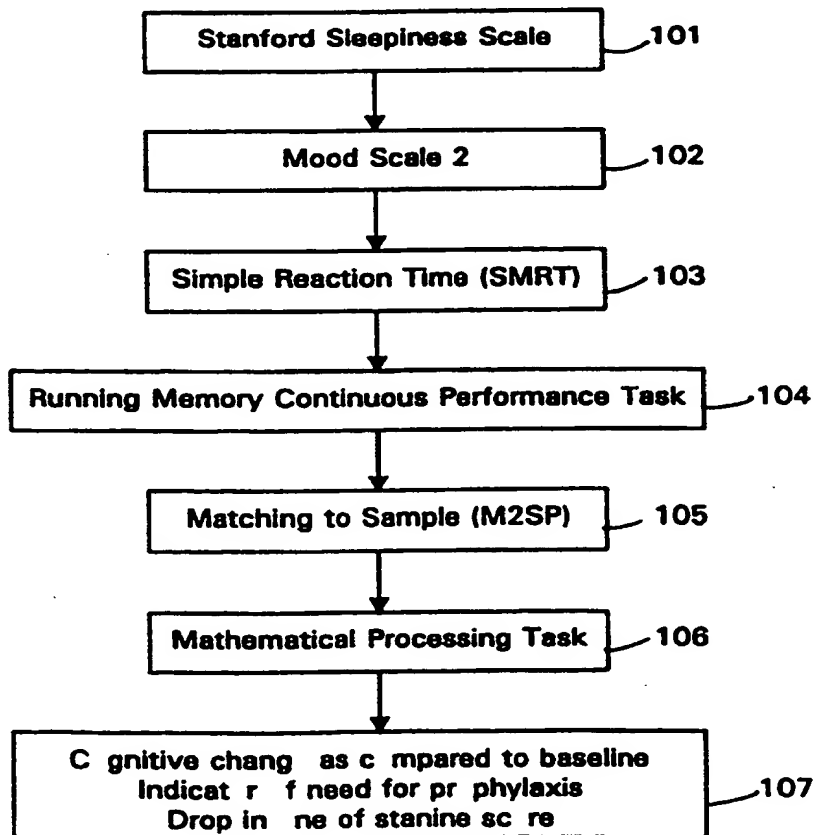 Stanford Sleepiness Scale 101
Mood Scale 2 102
Simple Reaction Time (SMRT) 103
Running Memory Continuous Performance Task 104
Matching to Sample (M2SP) 105
Mathematical Processing Task 106
C gnitive chang as c mpared to baseline
Indicat r f need for pr phylaxis 107
Drop in ne of stanine sc re